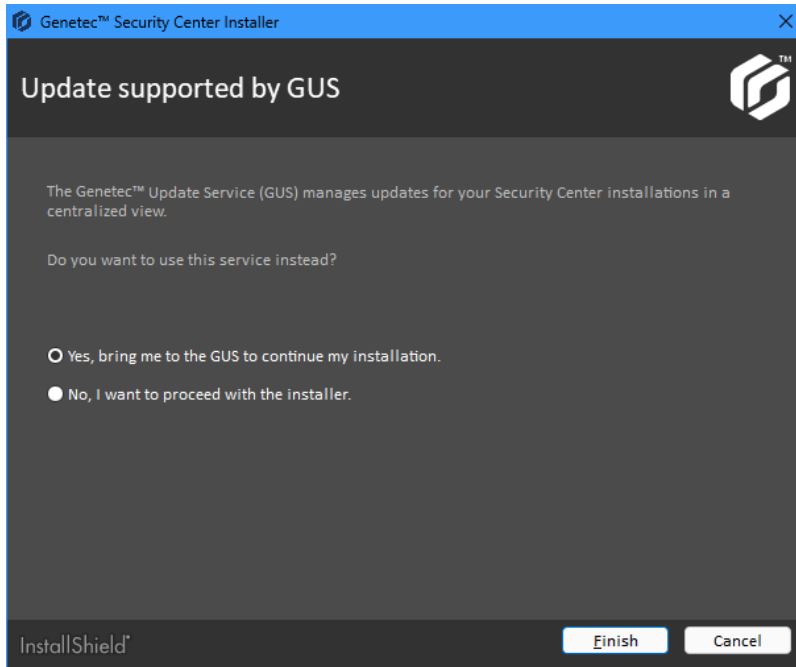 Genetec™ Security Center Installer
Update supported by GUS
TM
The Genetec™ Update Service (GUS) manages updates for your Security Center installations in a
centralized view.
Do you want to use this service instead?
Yes, bring me to the GUS to continue my installation.
No, I want to proceed with the installer.
InstallShield®
Finish
Cancel